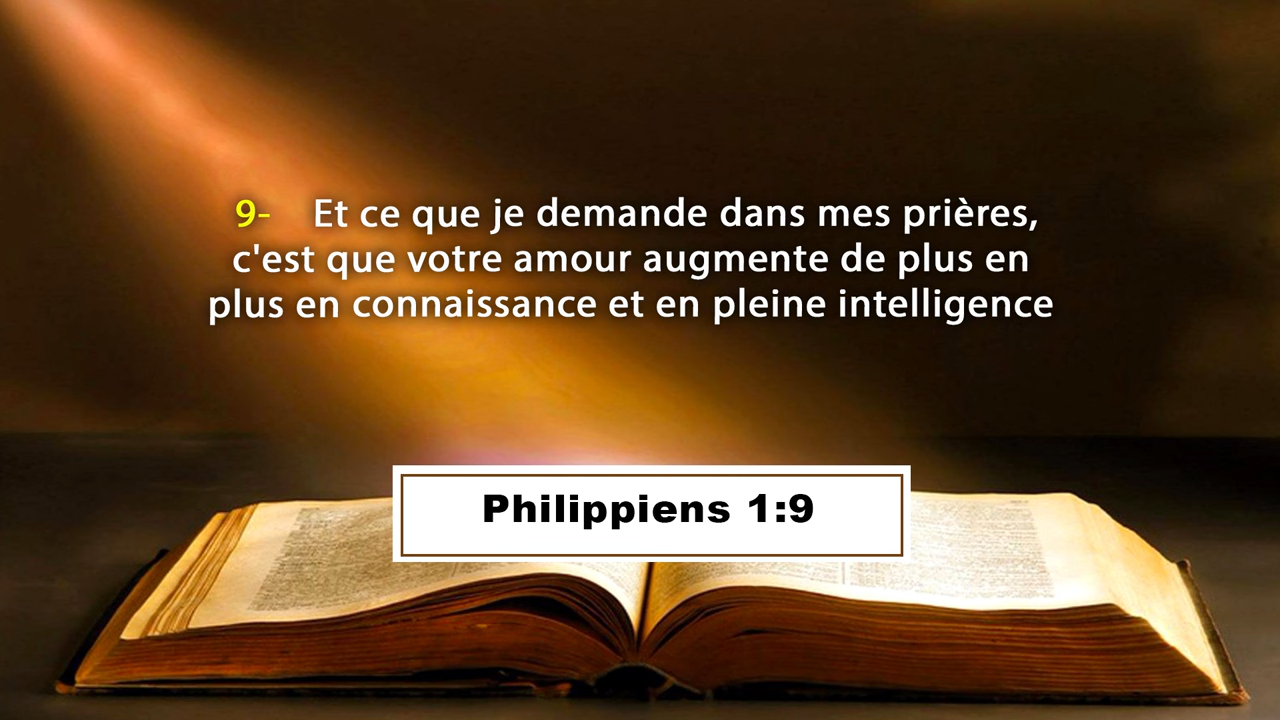 9- Et ce que je demande dans mes prières,
c'est que votre amour augmente de plus en
plus en connaissance et en pleine intelligence
Philippiens 1:9